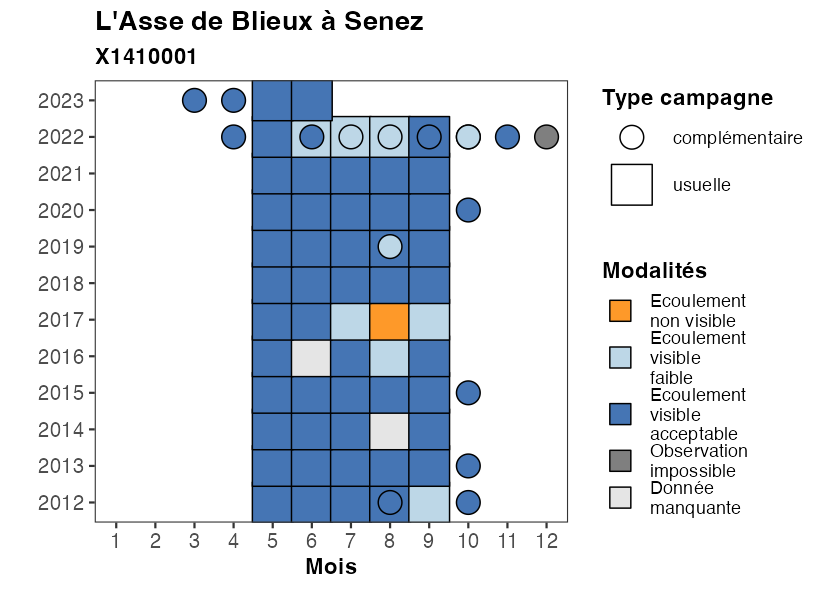 L'Asse de Blieux à Senez
X1410001
2023
2022
2021
2020
2019
2018
2017
2016
2015
2014
2013
2012
1 2 3 4 5 6 7 8 9 10 11 12
Mois
Type campagne
complémentaire
usuelle
Modalités
Ecoulement
non visible
Ecoulement
visible
faible
Ecoulement
visible
acceptable
Observation
impossible
Donnée
manquante